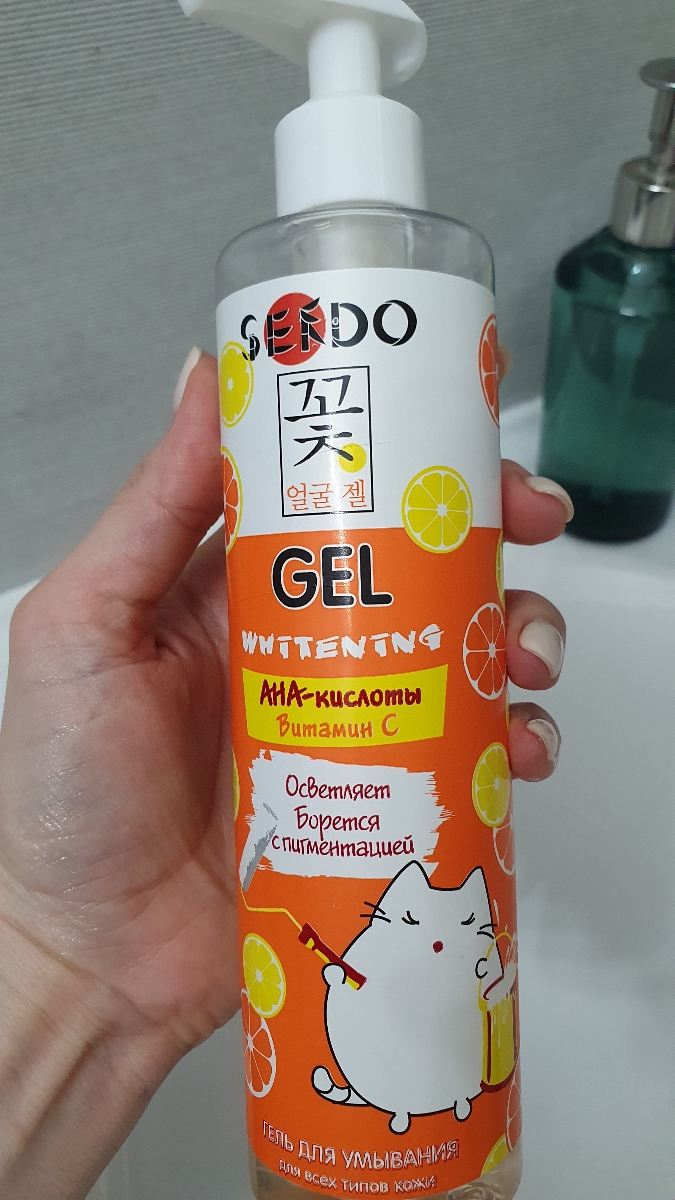 SENDO
꽃
얼굴 젤
GEL
WHITENING
AHA-кислоты
Витамин С
Осветляет
Борется
с пигментацией
ГЕЛЬ ДЛЯ УМЫВАНИЯ
ДЛЯ ВСЕХ ТИПОВ КОЖИ